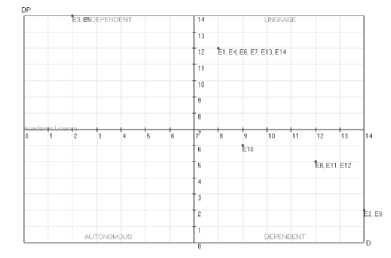 DP
E3, E5 INDEPENDENT
LINKAGE
14
13
12
E1, E4, E6, E7, E13, E14
11
10
9
8
7
0 1 2 3 4 5 6 7 8 9 10 11 12 13 14
6
E10
5
E8, E11, E12
4
3
2
E2, E9
1
AUTONOMOUS
DEPENDENT
D
0